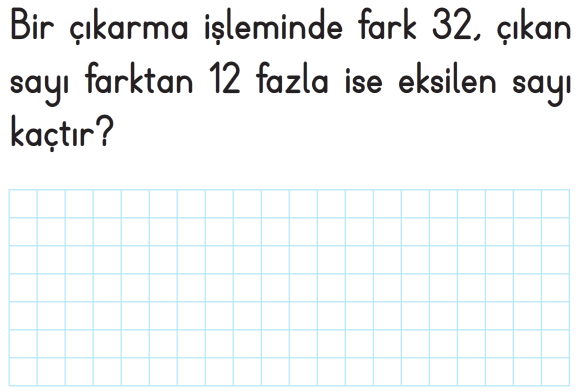 Bir çıkarma işleminde fark 32, çıkan
sayı farktan 12 fazla ise eksilen sayı
kaçtır?